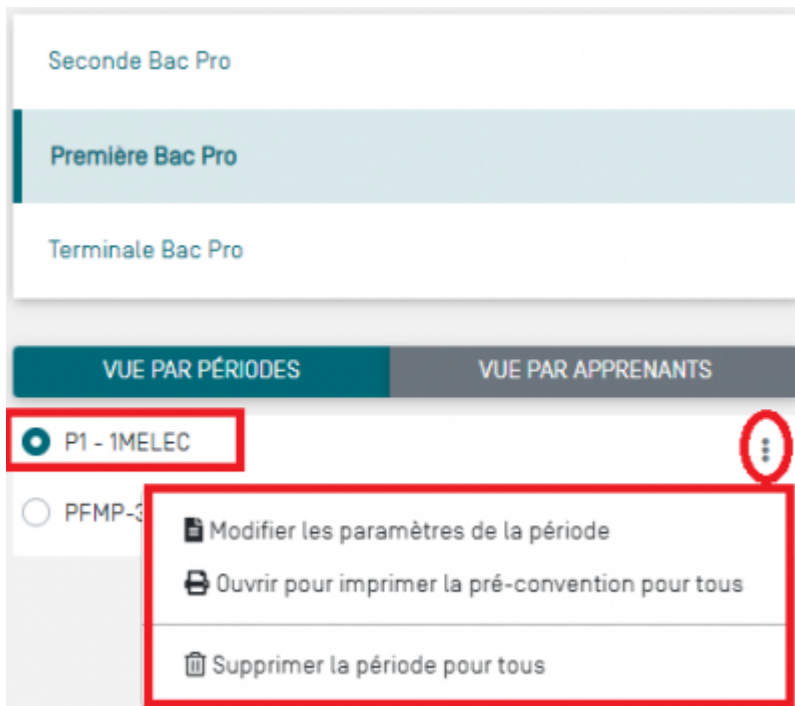 Seconde Bac Pro
Première Bac Pro
Terminale Bac Pro
VUE PAR PÉRIODES VUE PAR APPRENANTS
P1 - 1MELEC
PFMP-3
Modifier les paramètres de la période
Ouvrir pour imprimer la pré-convention pour tous
Supprimer la période pour tous